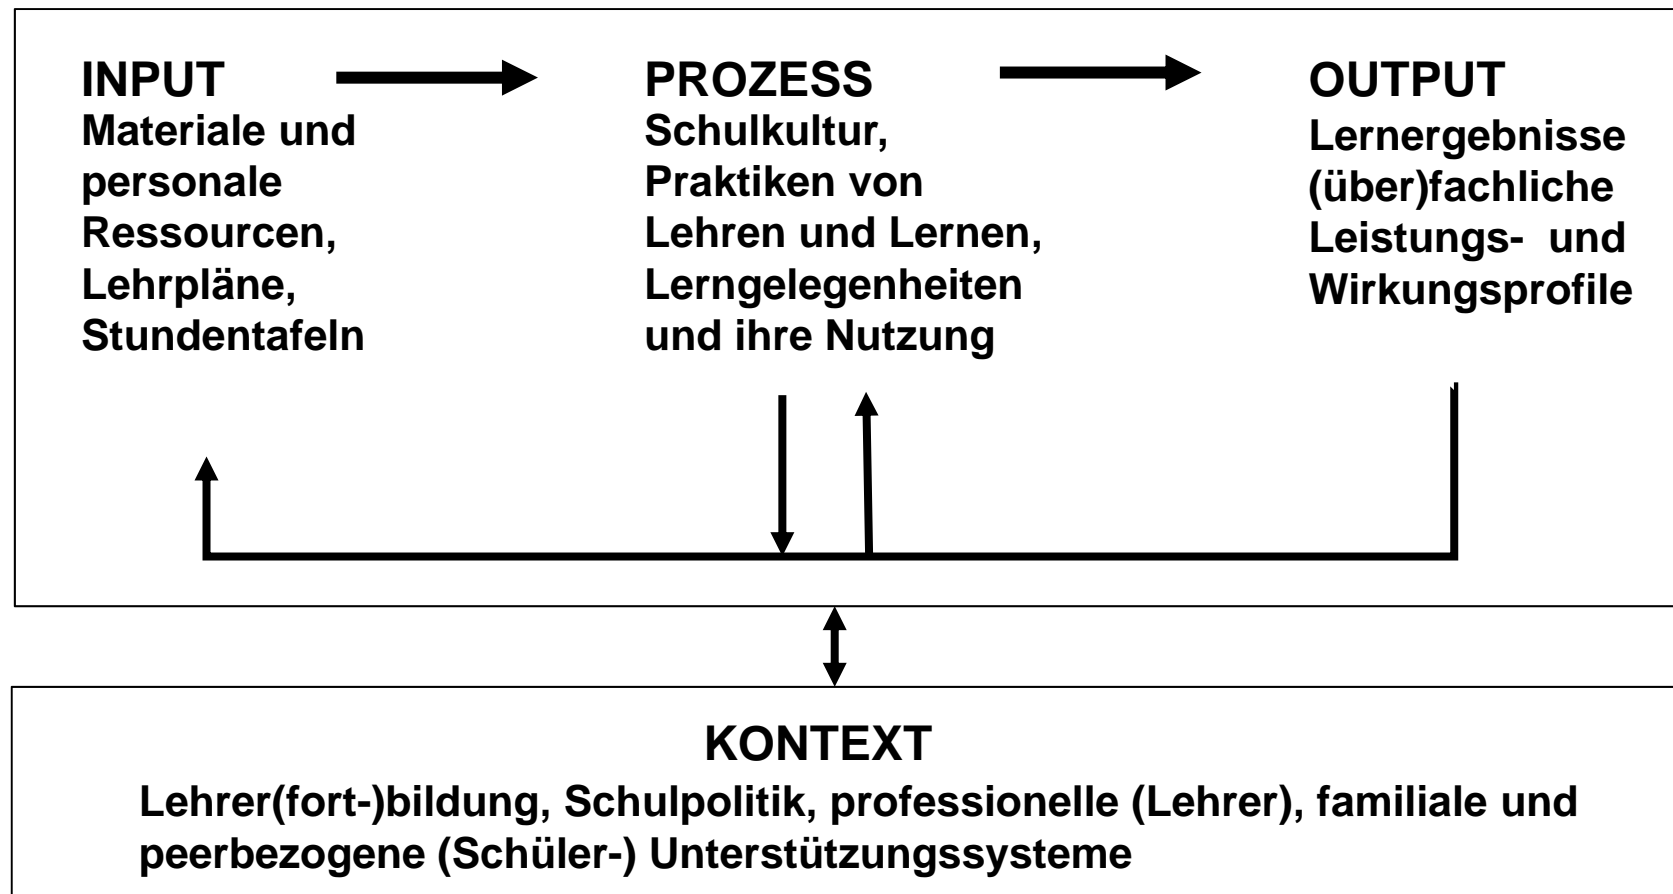 INPUT
Materiale und
personale
Ressourcen,
Lehrpläne,
Stundentafeln
PROZESS
Schulkultur,
Praktiken von
Lehren und Lernen,
Lerngelegenheiten
und ihre Nutzung
OUTPUT
Lernergebnisse
(über)fachliche
Leistungs- und
Wirkungsprofile
KONTEXT
Lehrer(fort-)bildung, Schulpolitik, professionelle (Lehrer), familiale und
peerbezogene (Schüler-) Unterstützungssysteme